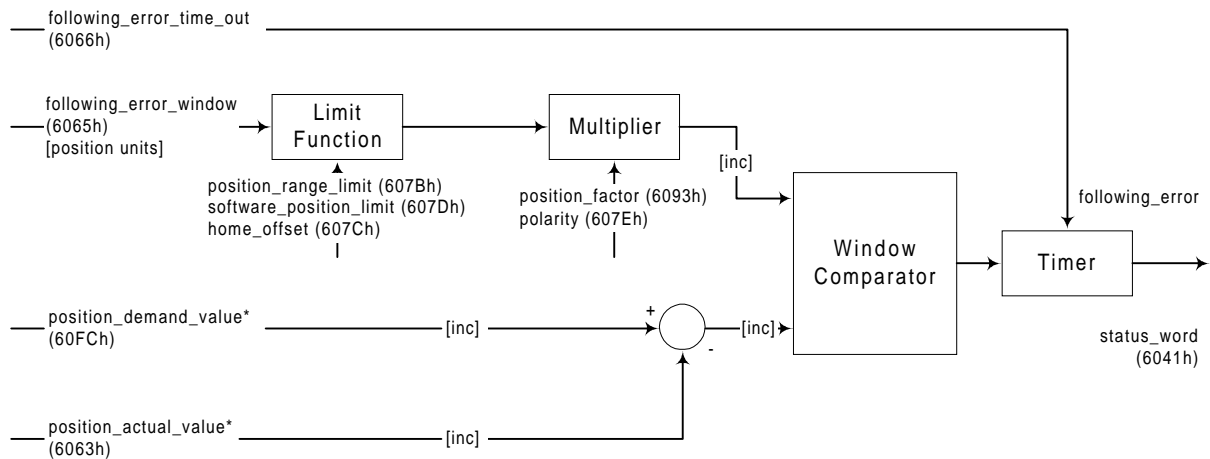 following_error_time_out
(6066h)
following_error_window
(6065h)
[position units]
Limit
Function
Multiplier
[inc]
position_range_limit (607Bh)
software_position_limit (607Dh)
home_offset (607Ch)
position_factor (6093h)
polarity (607Eh)
Window
Comparator
following_error
Timer
status_word
(6041h)
position_demand_value*
(60FCh)
[inc]
+
-
[inc]
position_actual_value*
(6063h)
[inc]